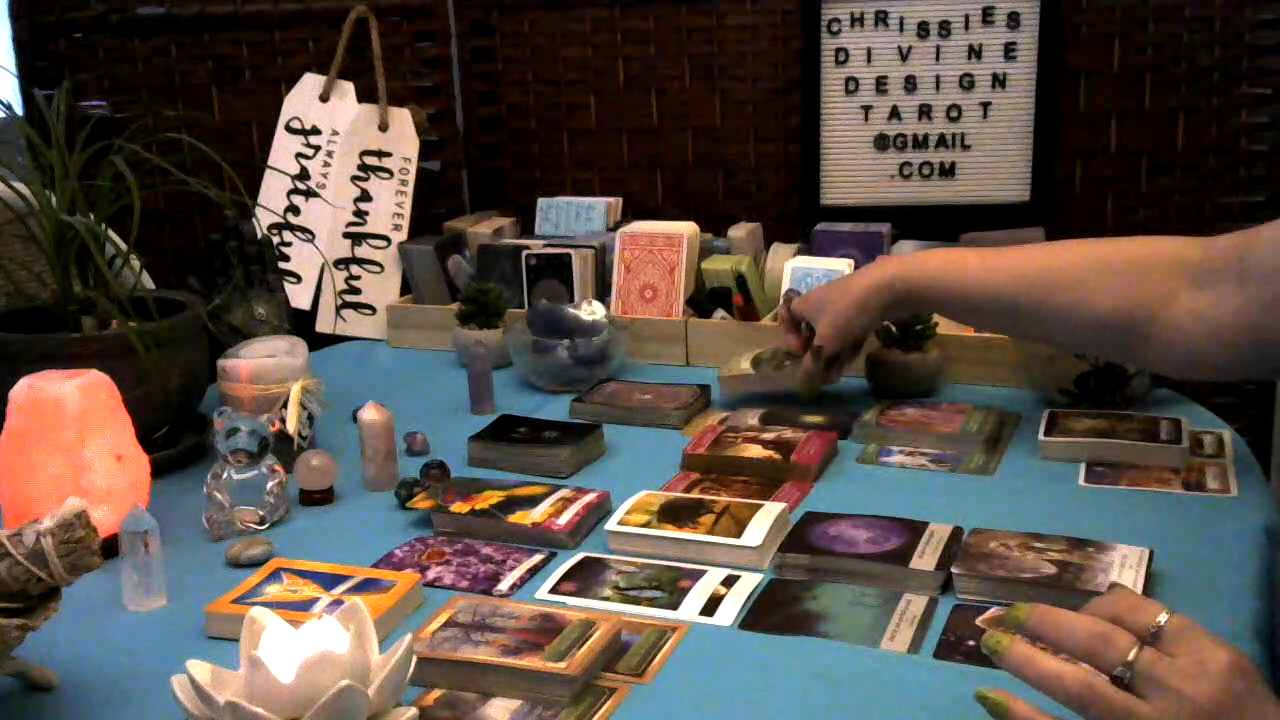 ALWAYS
grateful
FOREVER
thankful
CHRISSIES
DIVINE
DESIGN
TAROT
@GMAIL
.COM